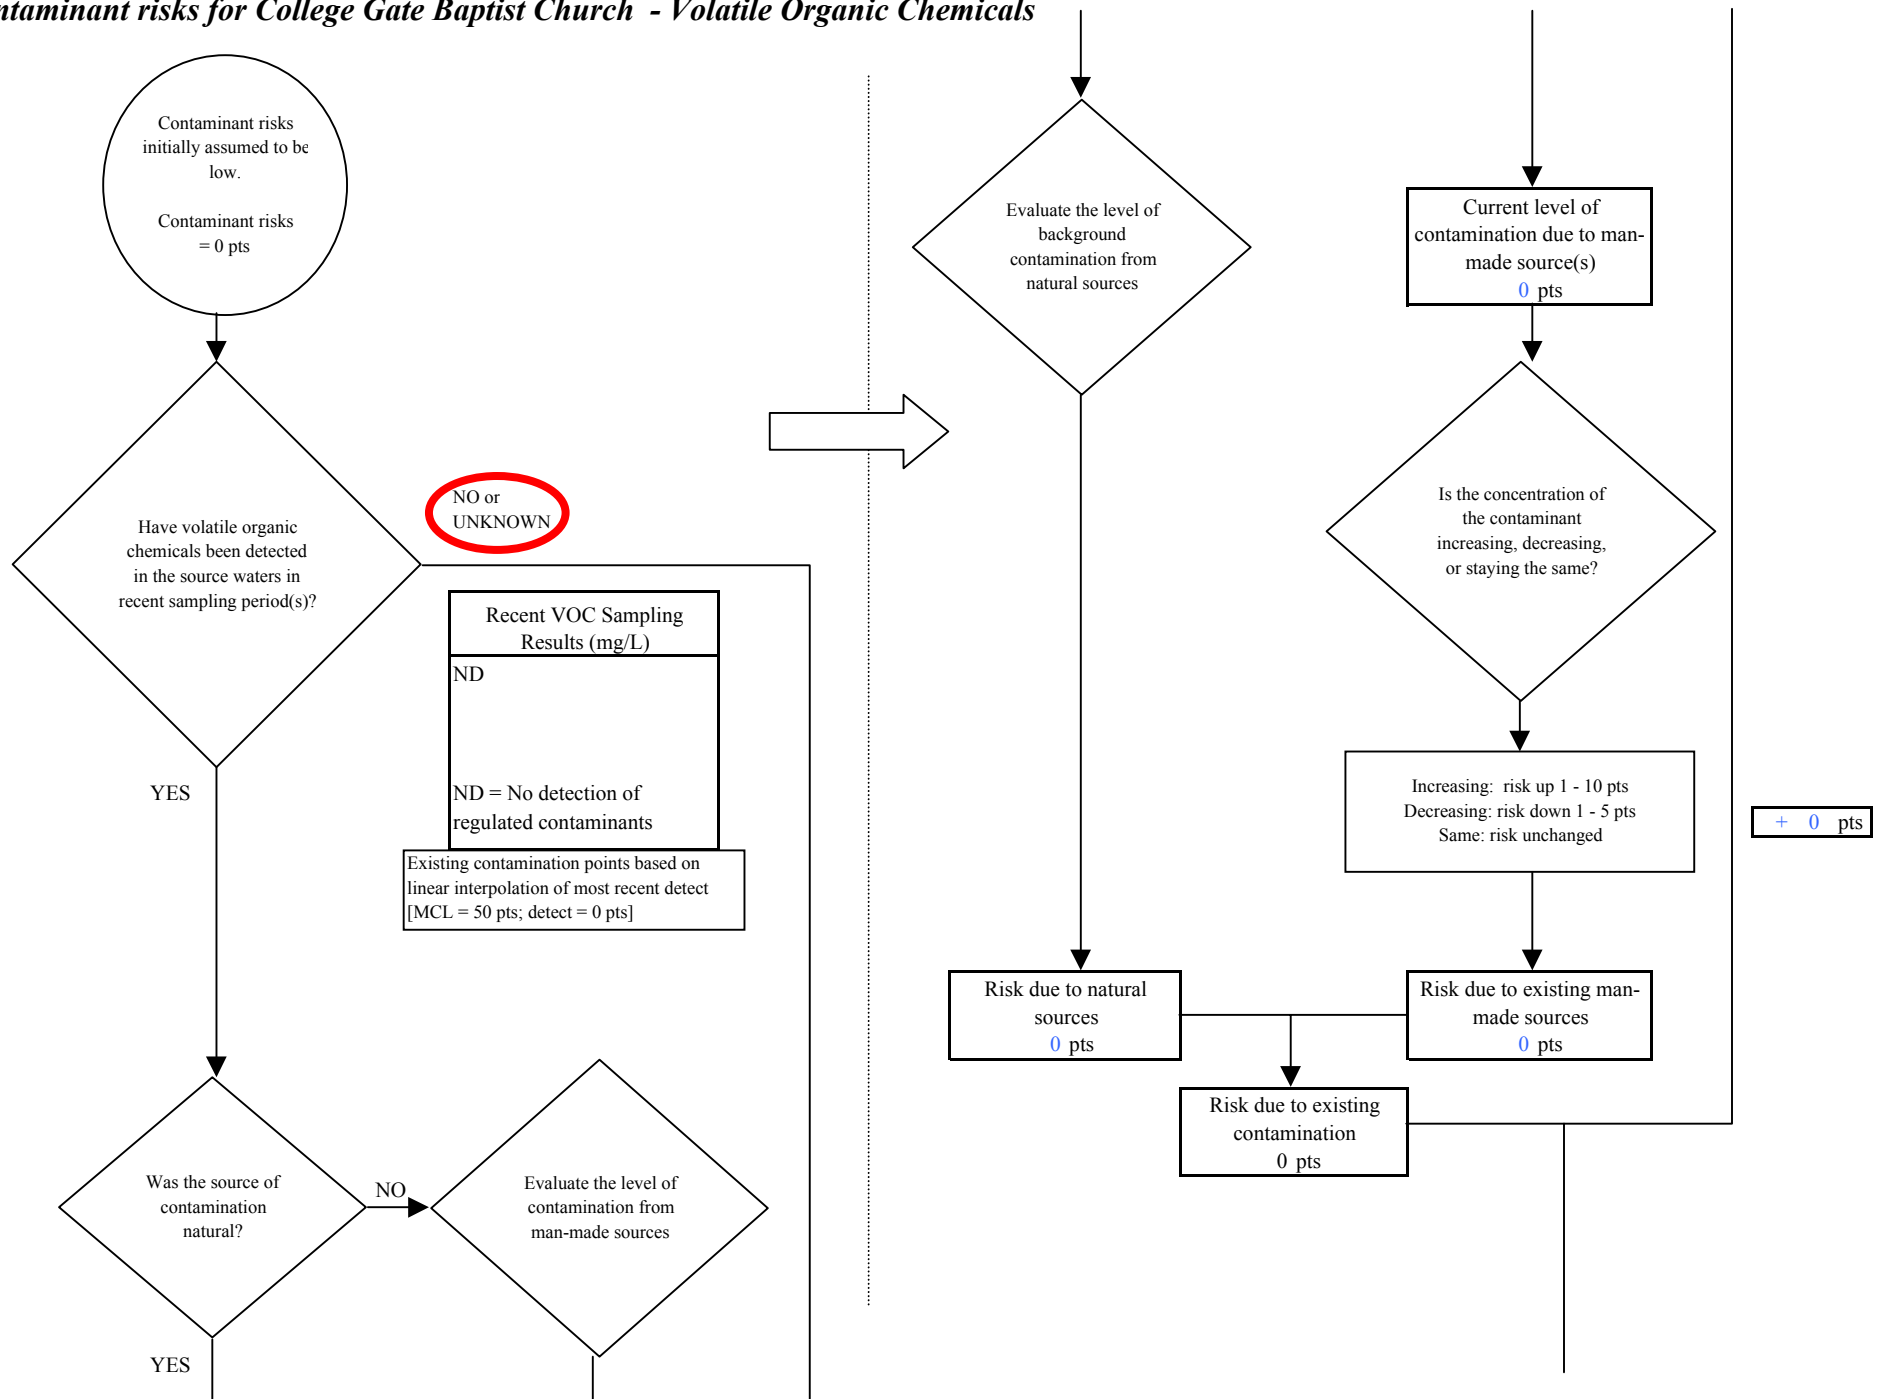 ntaminant risks for College Gate Baptist Church - Volatile Organic Chemicals
Contaminant risks
initially assumed to be
low.
Contaminant risks
= 0 pts
Have volatile organic
chemicals been detected
in the source waters in
recent sampling period(s)?
NO or
UNKNOWN
Recent VOC Sampling
Results (mg/L)
ND
ND = No detection of
regulated contaminants
Existing contamination points based on
linear interpolation of most recent detect
[MCL = 50 pts; detect = 0 pts]
YES
Was the source of
contamination
natural?
NO
Evaluate the level of
contamination from
man-made sources
YES
Evaluate the level of
background
contamination from
natural sources
Current level of
contamination due to man-
made source(s)
0 pts
Is the concentration of
the contaminant
increasing, decreasing,
or staying the same?
Increasing: risk up 1 - 10 pts
Decreasing: risk down 1 - 5 pts
Same: risk unchanged
+ 0 pts
Risk due to natural
sources
0 pts
Risk due to existing man-
made sources
0 pts
Risk due to existing
contamination
0 pts